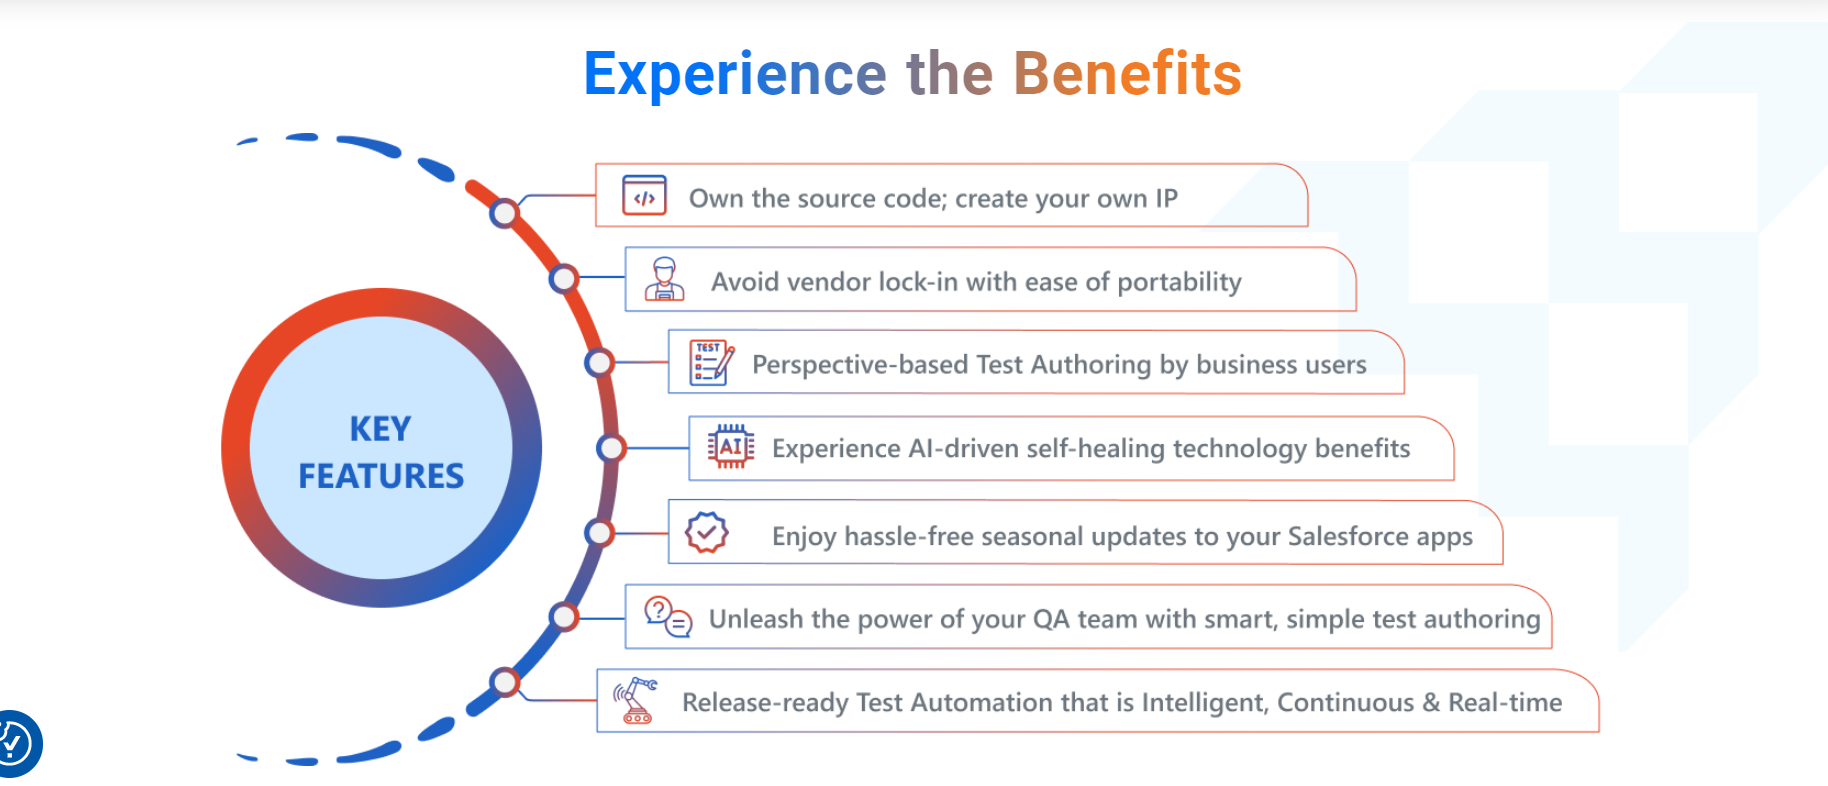 Experience the Benefits
KEY
FEATURES
</> Own the source code; create your own IP
Avoid vendor lock-in with ease of portability
TEST Perspective-based Test Authoring by business users
AI Experience AI-driven self-healing technology benefits
Enjoy hassle-free seasonal updates to your Salesforce apps
? = Unleash the power of your QA team with smart, simple test authoring
Release-ready Test Automation that is Intelligent, Continuous & Real-time